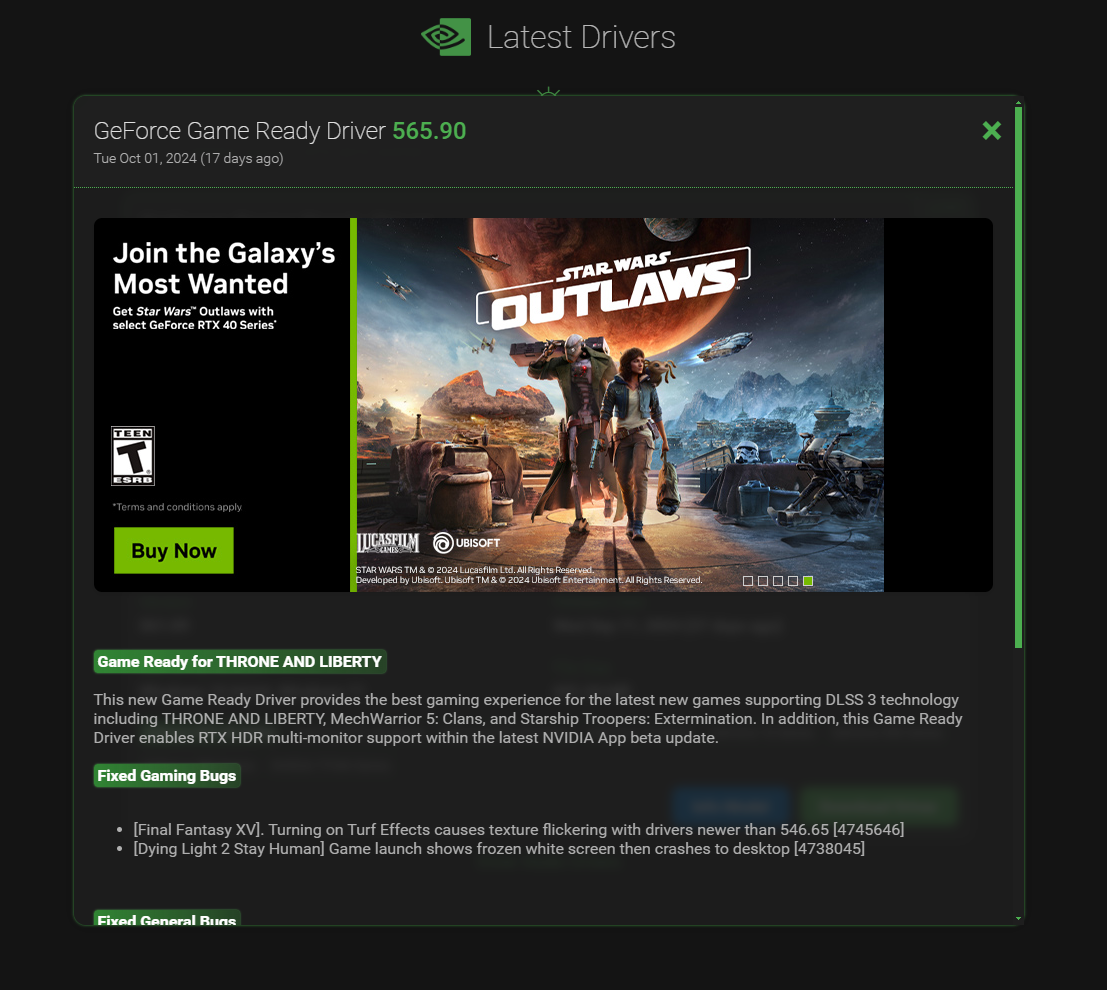 Latest Drivers
GeForce Game Ready Driver 565.90
Tue Oct 01, 2024 (17 days ago)
Join the Galaxy's
Most Wanted
Get Star Wars™ Outlaws with
select GeForce RTX 40 Series*
TEEN
T
ESRB
*Terms and conditions apply
Buy Now
STAR WARS
OUTLAWS™
LUCASFILM
GAMES
UBISOFT
STAR WARS TM & © 2024 Lucasfilm Ltd. All Rights Reserved.
Developed by Ubisoft. Ubisoft TM & © 2024 Ubisoft Entertainment. All Rights Reserved.
Game Ready for THRONE AND LIBERTY
This new Game Ready Driver provides the best gaming experience for the latest new games supporting DLSS 3 technology
including THRONE AND LIBERTY, MechWarrior 5: Clans, and Starship Troopers: Extermination. In addition, this Game Ready
Driver enables RTX HDR multi-monitor support within the latest NVIDIA App beta update.
Fixed Gaming Bugs
[Final Fantasy XV]. Turning on Turf Effects causes texture flickering with drivers newer than 546.65 [4745646]
[Dying Light 2 Stay Human] Game launch shows frozen white screen then crashes to desktop [4738045]
Fixed General Bugs